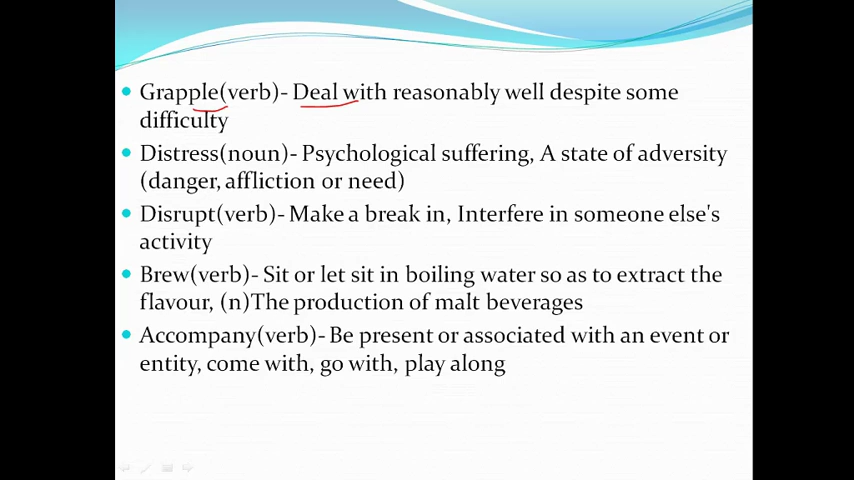 Grapple(verb)- Deal with reasonably well despite some
difficulty
Distress(noun)- Psychological suffering, A state of adversity
(danger, affliction or need)
Disrupt(verb)- Make a break in, Interfere in someone else's
activity
Brew(verb)- Sit or let sit in boiling water so as to extract the
flavour, (n)The production of malt beverages
Accompany(verb)- Be present or associated with an event or
entity, come with, go with, play along